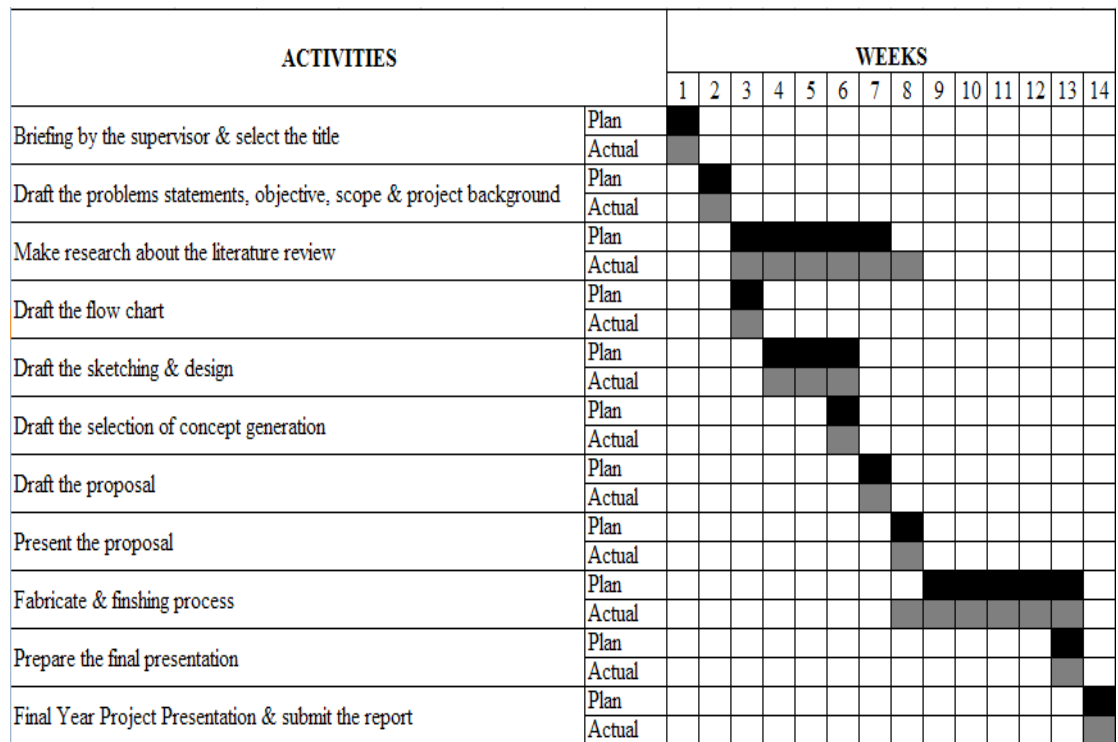 ACTIVITIES
WEEKS
1 2 3 4 5 6 7 8 9 10 11 12 13 14
Briefing by the supervisor & select the title
Plan
Actual
Draft the problems statements, objective, scope & project background
Plan
Actual
Make research about the literature review
Plan
Actual
Draft the flow chart
Plan
Actual
Draft the sketching & design
Plan
Actual
Draft the selection of concept generation
Plan
Actual
Draft the proposal
Plan
Actual
Present the proposal
Plan
Actual
Fabricate & finshing process
Plan
Actual
Prepare the final presentation
Plan
Actual
Final Year Project Presentation & submit the report
Plan
Actual